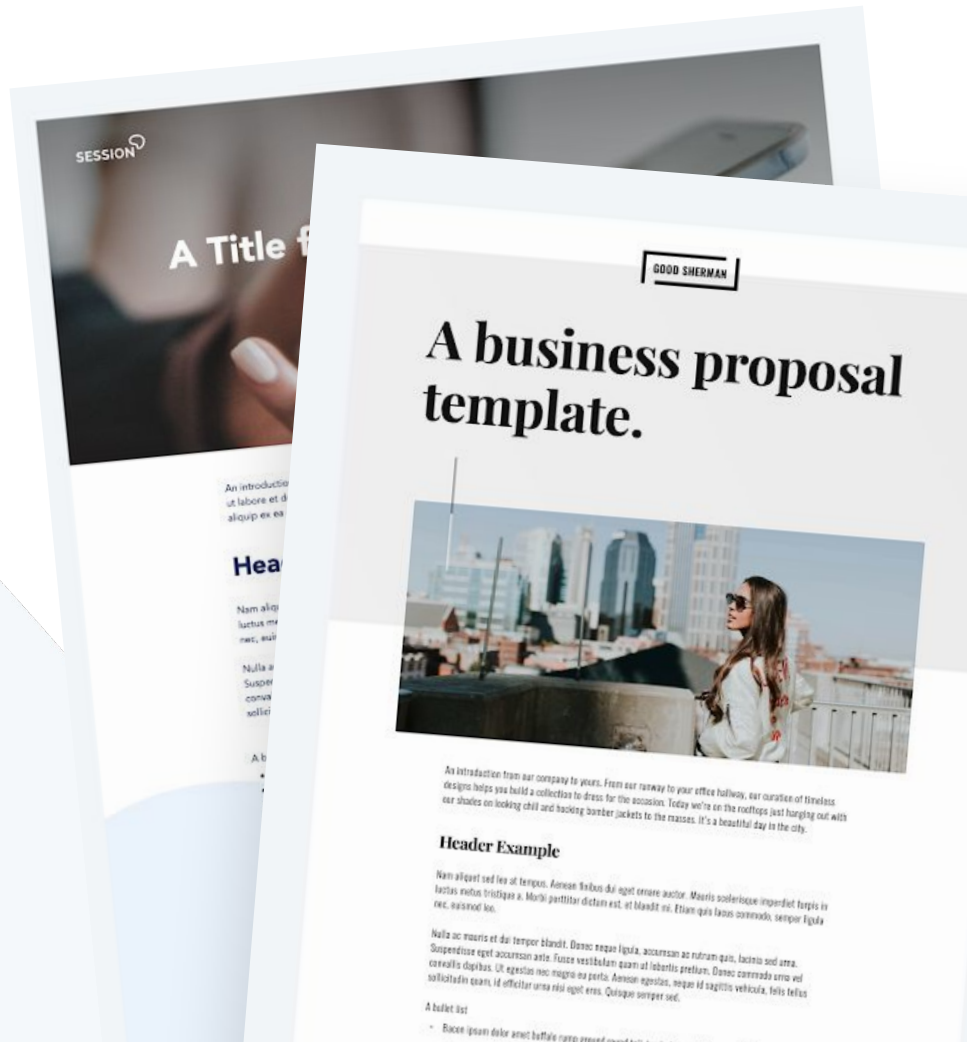 SESSION
A Title f
An introductio
ut labore et d
aliquip ex ea
Hea
Nam aliq
luctus me
nec, euis
Nulla a
Susper
conva
sollici
A b
GOOD SHERMAN
A business proposal
template.
An introduction from our company to yours. From our runway to your office hallway, our curation of timeless
designs helps you build a collection to dress for the occasion. Today we're on the rooftops just hanging out with
our shades on looking chill and hocking bomber jackets to the masses. It's a beautiful day in the city.
Header Example
Nam aliquet sed leo at tempus. Aenean finibus dui eget ornare auctor. Mauris scelerisque imperdiet turpis in
luctus metus tristique a. Morbi porttitor dictum est, et blandit mi. Etiam quis lacus commodo, semper ligula
nec, euismod leo.
Nulla ac mauris et dui tempor blandit. Donec neque ligula, accumsan ac rutrum quis, lacinia sed urna.
Suspendisse eget accumsan ante. Fusce vestibulum quam ut lobortis pretium. Donec commodo urna vel
convallis dapibus. Ut egestas nec magna eu porta. Aenean egestas, neque id sagittis vehicula, felis tellus
sollicitudin quam, id efficitur urna nisi eget eros. Quisque semper sed.
A bullet list
- Bacon ipsum dolor amet buffalo ramp